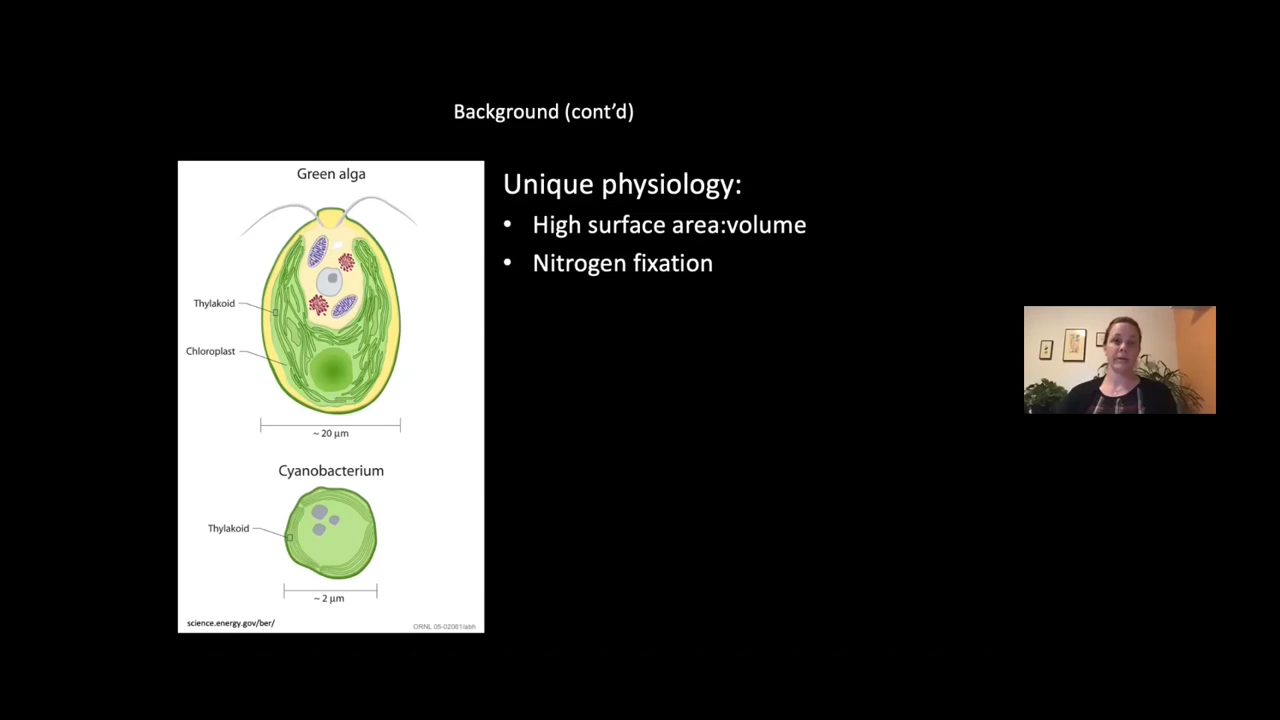 Background (cont'd)
Green alga
Thylakoid
Chloroplast
~ 20 µm
Cyanobacterium
Thylakoid
~ 2 µm
science.energy.gov/ber/
Unique physiology:
• High surface area:volume
• Nitrogen fixation